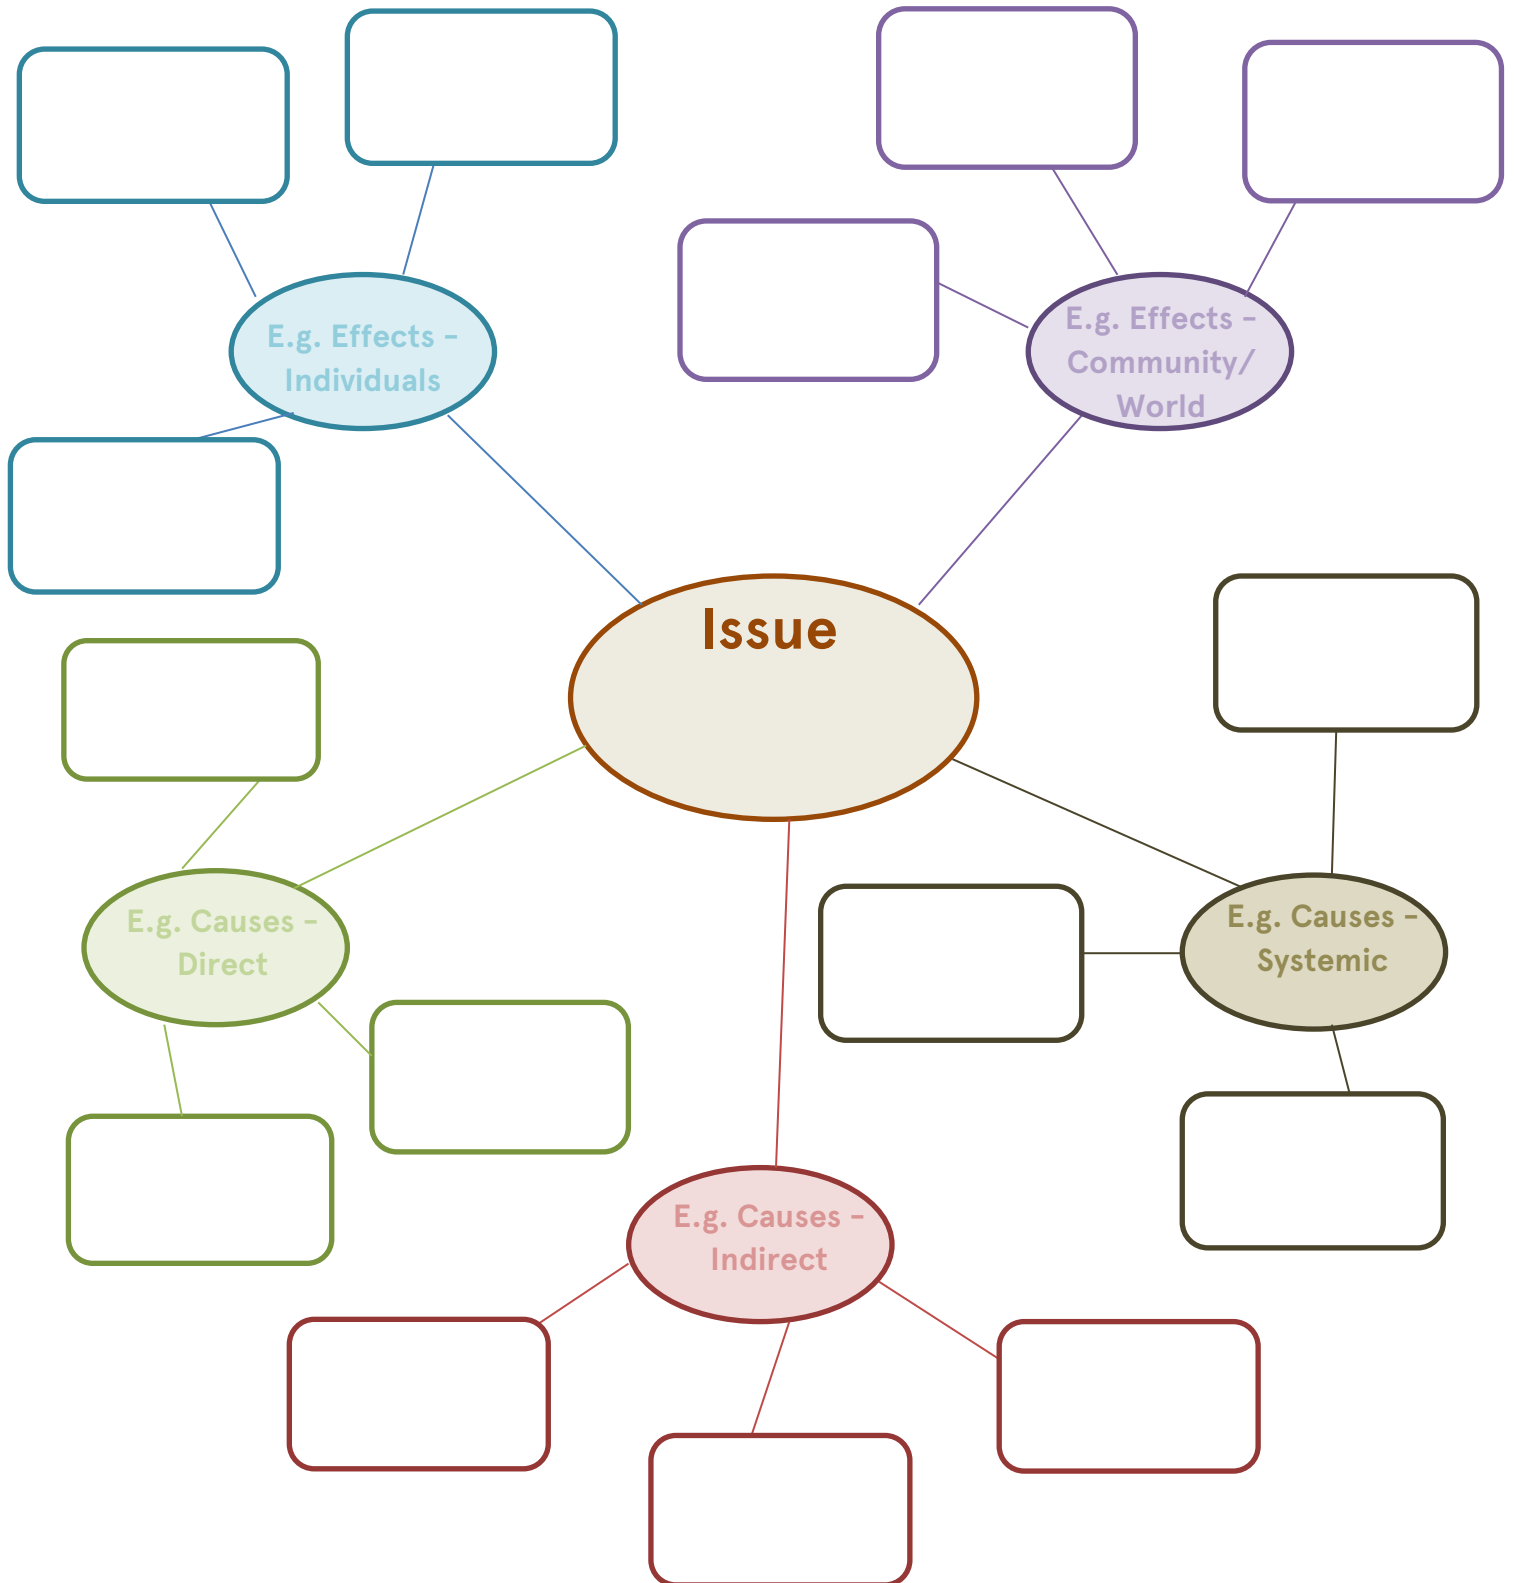 E.g. Effects –
Individuals
E.g. Effects –
Community/
World
Issue
E.g. Causes –
Direct
E.g. Causes –
Systemic
E.g. Causes –
Indirect